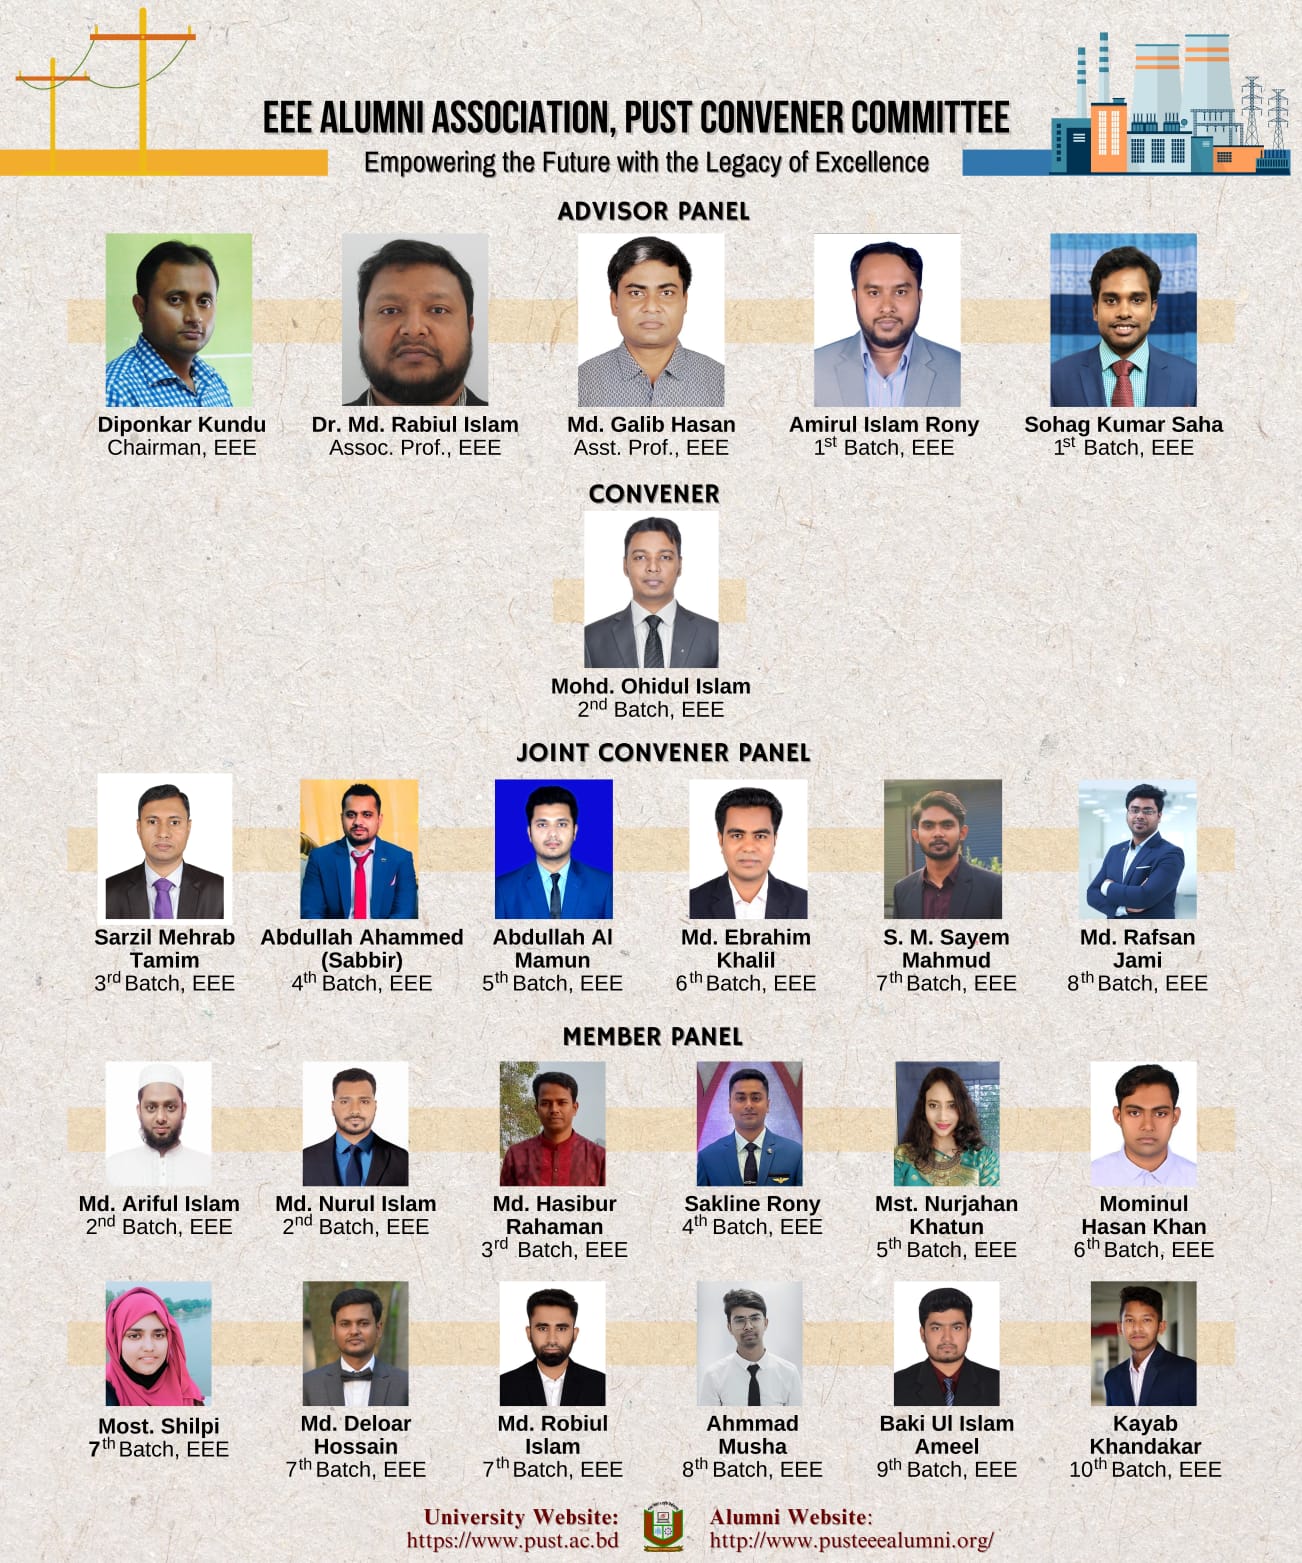 EEE ALUMNI ASSOCIATION, PUST CONVENER COMMITTEE
Empowering the Future with the Legacy of Excellence
ADVISOR PANEL
Diponkar Kundu
Chairman, EEE
Dr. Md. Rabiul Islam
Assoc. Prof., EEE
Md. Galib Hasan
Asst. Prof., EEE
Amirul Islam Rony
1st Batch, EEE
Sohag Kumar Saha
1st Batch, EEE
CONVENER
Mohd. Ohidul Islam
2nd Batch, EEE
JOINT CONVENER PANEL
Sarzil Mehrab
Tamim
3rd Batch, EEE
Abdullah Ahammed
(Sabbir)
4th Batch, EEE
Abdullah Al
Mamun
5th Batch, EEE
Md. Ebrahim
Khalil
6th Batch, EEE
S. M. Sayem
Mahmud
7th Batch, EEE
Md. Rafsan
Jami
8th Batch, EEE
MEMBER PANEL
Md. Ariful Islam
2nd Batch, EEE
Md. Nurul Islam
2nd Batch, EEE
Md. Hasibur
Rahaman
3rd Batch, EEE
Sakline Rony
4th Batch, EEE
Mst. Nurjahan
Khatun
5th Batch, EEE
Mominul
Hasan Khan
6th Batch, EEE
Most. Shilpi
7th Batch, EEE
Md. Deloar
Hossain
7th Batch, EEE
Md. Robiul
Islam
7th Batch, EEE
Ahmmad
Musha
8th Batch, EEE
Baki Ul Islam
Ameel
9th Batch, EEE
Kayab
Khandakar
10th Batch, EEE
University Website:
https://www.pust.ac.bd
Alumni Website:
http://www.pusteeealumni.org/